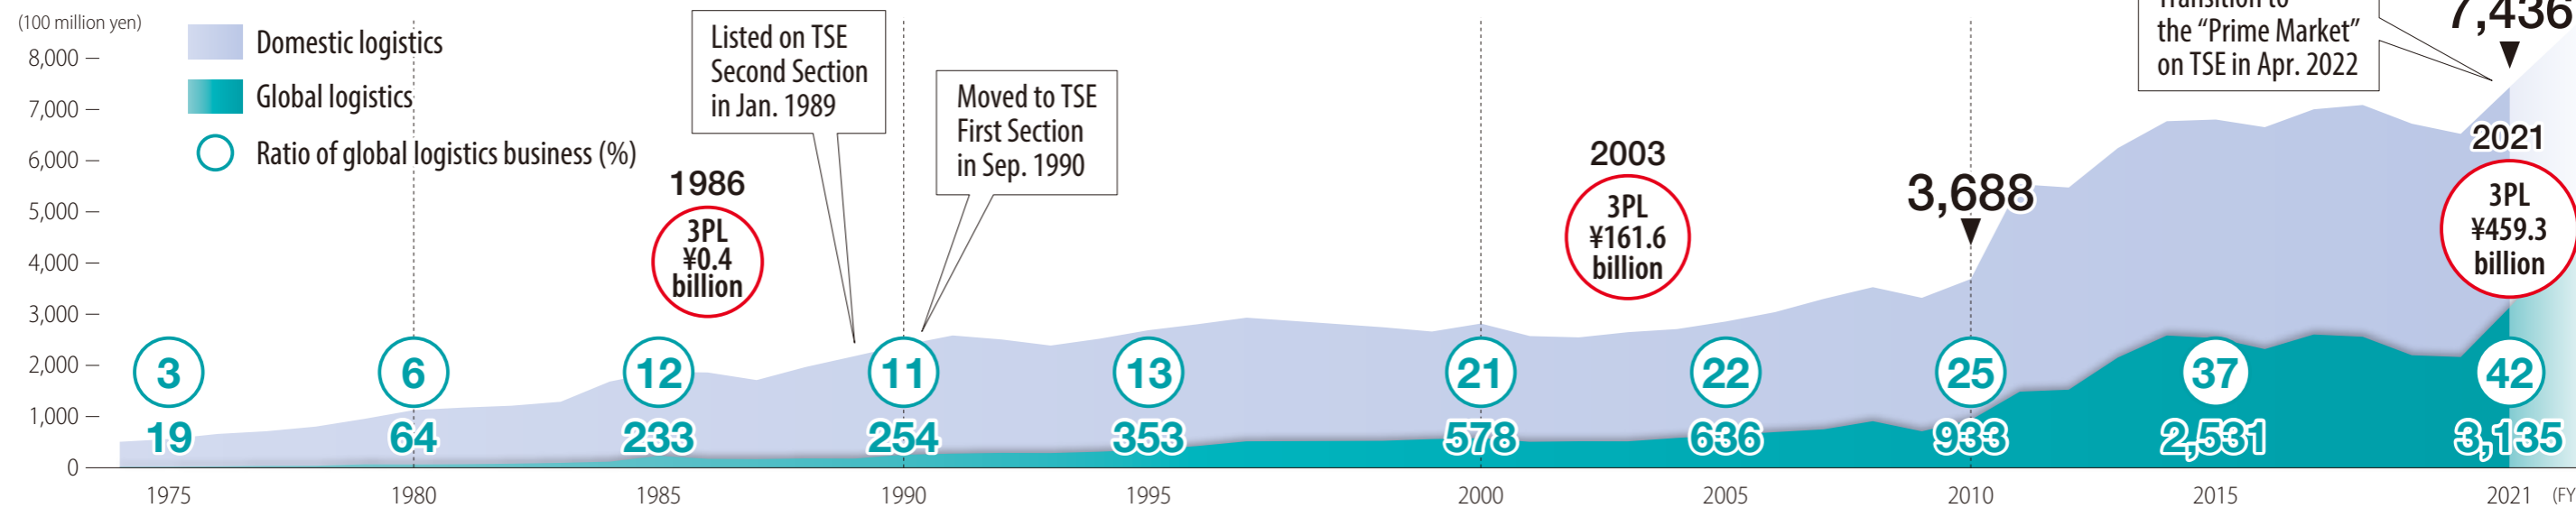 (100 million yen)
8,000
7,000
6,000
5,000
4,000
3,000
2,000
1,000
0
Domestic logistics
Global logistics
Ratio of global logistics business (%)
Listed on TSE
Second Section
in Jan. 1989
Moved to TSE
First Section
in Sep. 1990
Transition to
the “Prime Market”
on TSE in Apr. 2022
7,436
1986
3PL
¥0.4
billion
2003
3PL
¥161.6
billion
3,688
2021
3PL
¥459.3
billion
3
6
12
11
13
21
22
25
37
42
19
64
233
254
353
578
636
933
2,531
3,135
1975
1980
1985
1990
1995
2000
2005
2010
2015
2021
(FY